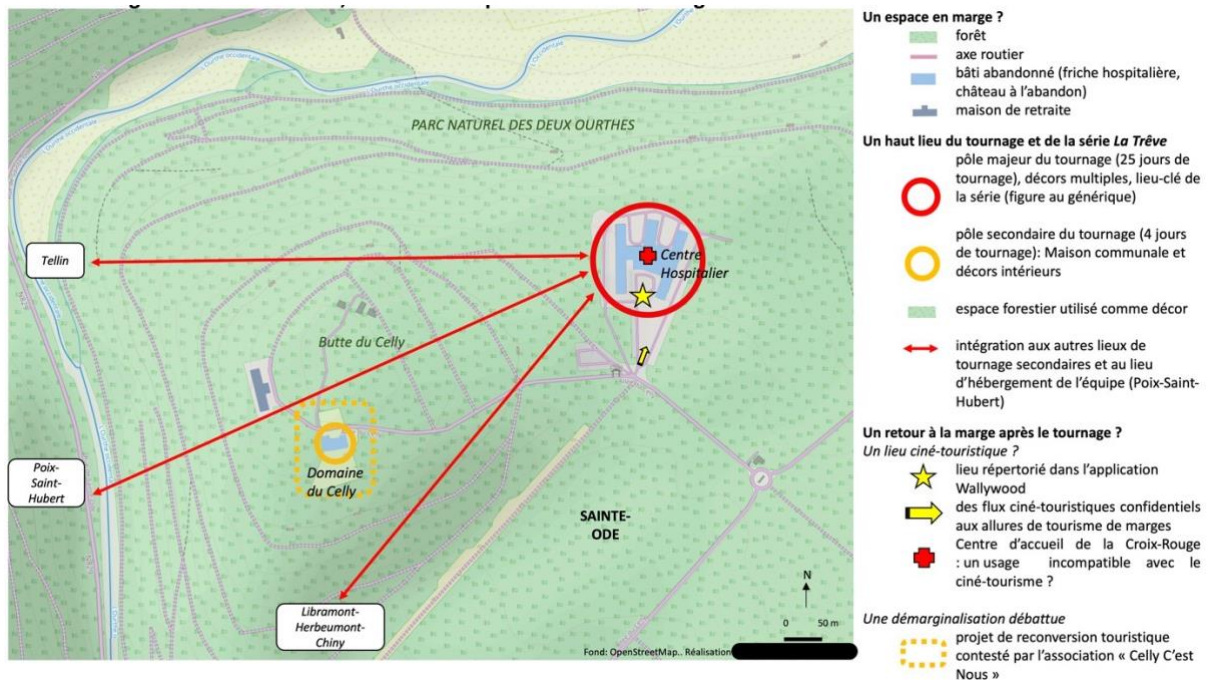 L'Ourthe occidentale
L'Ourthe occidentale
L'Ourthe occidentale
PARC NATUREL DES DEUX OURTHES
Tellin
Centre
Hospitalier
Butte du Celly
Domaine
du Celly
Poix-
Saint-
Hubert
SAINTE-
ODE
Libramont-
Herbeumont-
Chiny
N
0 50 m
Fond: OpenStreetMap.. Réalisation
Un espace en marge ?
forêt
axe routier
bâti abandonné (friche hospitalière,
château à l'abandon)
maison de retraite
Un haut lieu du tournage et de la série La Trêve
pôle majeur du tournage (25 jours de
tournage), décors multiples, lieu-clé de
la série (figure au générique)
pôle secondaire du tournage (4 jours
de tournage): Maison communale et
décors intérieurs
espace forestier utilisé comme décor
intégration aux autres lieux de
tournage secondaires et au lieu
d'hébergement de l'équipe (Poix-Saint-
Hubert)
Un retour à la marge après le tournage ?
Un lieu ciné-touristique ?
lieu répertorié dans l'application
Wallywood
des flux ciné-touristiques confidentiels
aux allures de tourisme de marges
Centre d'accueil de la Croix-Rouge
: un usage incompatible avec le
ciné-tourisme ?
Une démarginalisation débattue
projet de reconversion touristique
contesté par l'association « Celly C'est
Nous »